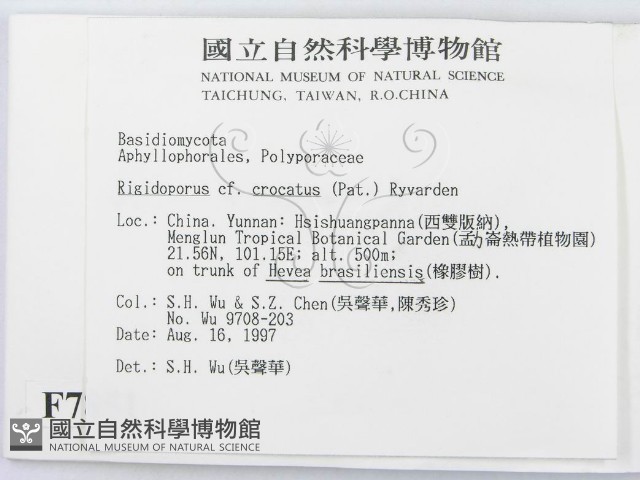 國立自然科學博物館
NATIONAL MUSEUM OF NATURAL SCIENCE
TAICHUNG, TAIWAN, R.O.CHINA
Basidiomycota
Aphyllophorales, Polyporaceae
Rigidoporus cf. crocatus (Pat.) Ryvarden
Loc.: China. Yunnan: Hsishuangpanna(西雙版納),
Menglun Tropical Botanical Garden(勐崙熱帶植物園)
21.56N, 101.15E; alt. 500m;
on trunk of Hevea brasiliensis(橡膠樹).
Col.: S.H. Wu & S.Z. Chen(吳聲華,陳秀珍)
No. Wu 9708-203
Date: Aug. 16, 1997
Det.: S.H. Wu(吳聲華)
國立自然科學博物館
NATIONAL MUSEUM OF NATURAL SCIENCE